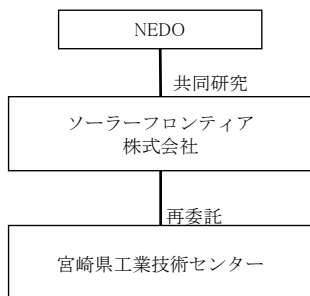 NEDO
共同研究
ソーラーフロンティア
株式会社
再委託
宮崎県工業技術センター